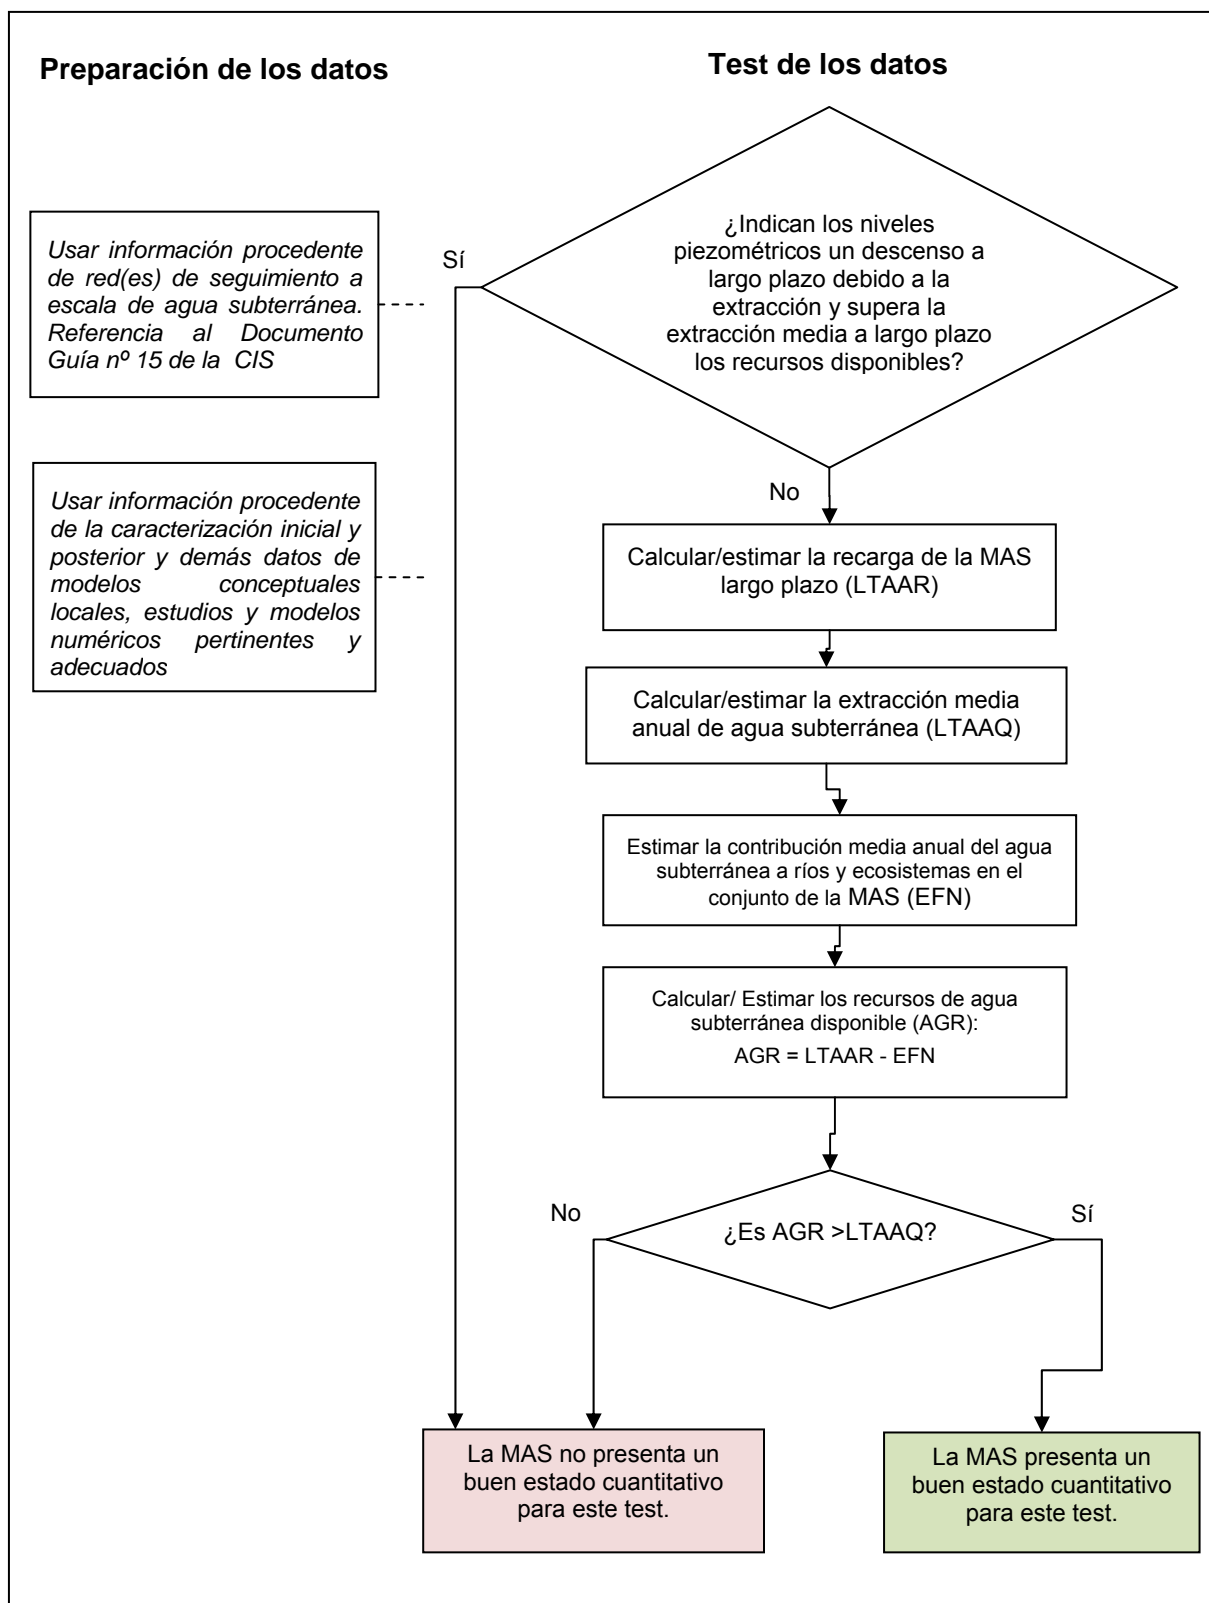 Preparación de los datos
Test de los datos
¿Indican los niveles
piezométricos un descenso a
largo plazo debido a la
extracción y supera la
extracción media a largo plazo
los recursos disponibles?
Sí
Usar información procedente
de red(es) de seguimiento a
escala de agua subterránea.
Referencia al Documento
Guía nº 15 de la CIS
Usar información procedente
de la caracterización inicial y
posterior y demás datos de
modelos conceptuales
locales, estudios y modelos
numéricos pertinentes y
adecuados
No
Calcular/estimar la recarga de la MAS
largo plazo (LTAAR)
Calcular/estimar la extracción media
anual de agua subterránea (LTAAQ)
Estimar la contribución media anual del agua
subterránea a ríos y ecosistemas en el
conjunto de la MAS (EFN)
Calcular/ Estimar los recursos de agua
subterránea disponible (AGR):
AGR = LTAAR - EFN
¿Es AGR >LTAAQ?
No
Sí
La MAS no presenta un
buen estado cuantitativo
para este test.
La MAS presenta un
buen estado cuantitativo
para este test.